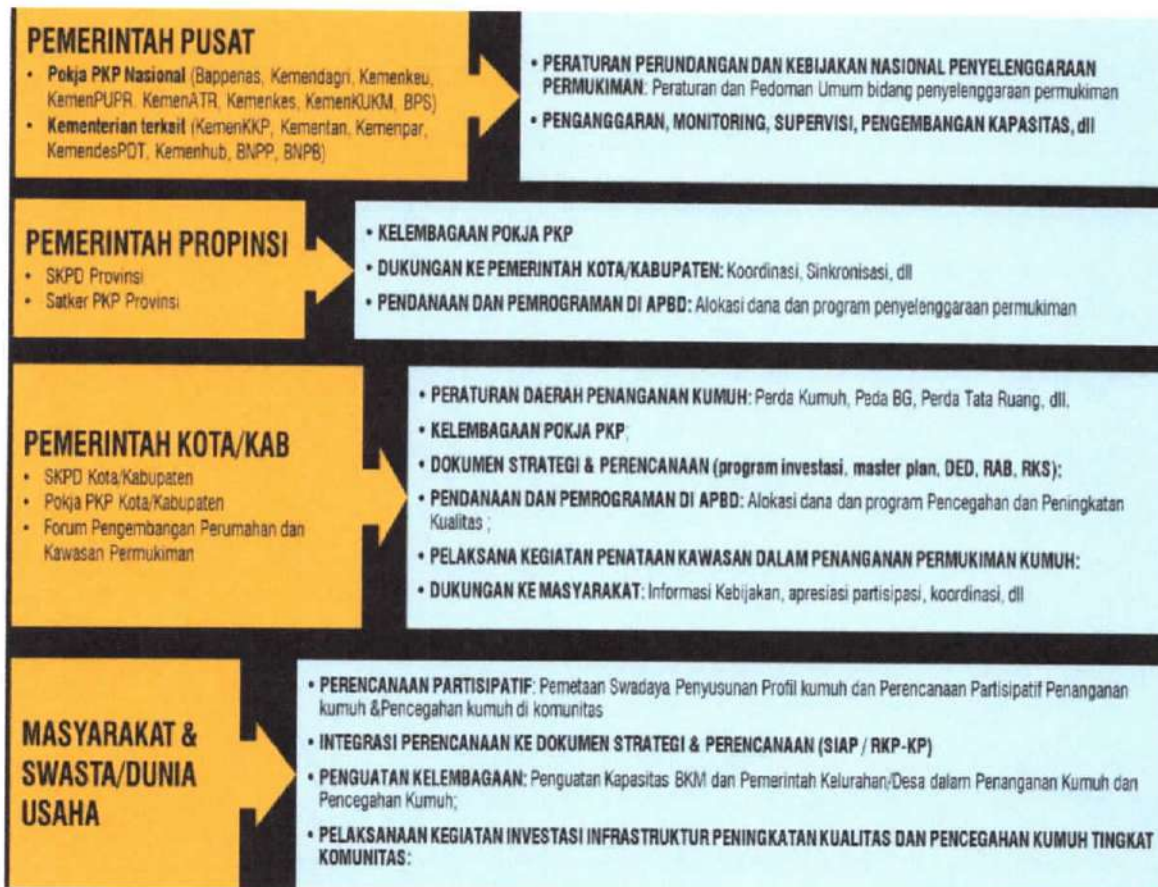 PEMERINTAH PUSAT
• Pokja PKP Nasional (Bappenas, Kemendagri, Kemenkeu,
KemenPUPR, KemenATR, Kemenkes, KemenKUKM, BPS)
• Kementerian terkait (KemenKKP, Kementan, Kemenpar,
KemendesPDT, Kemenhub, BNPP, BNPB)
• PERATURAN PERUNDANGAN DAN KEBIJAKAN NASIONAL PENYELENGGARAAN
PERMUKIMAN: Peraturan dan Pedoman Umum bidang penyelenggaraan permukiman
• PENGANGGARAN, MONITORING, SUPERVISI, PENGEMBANGAN KAPASITAS, dll
PEMERINTAH PROPINSI
• SKPD Provinsi
• Satker PKP Provinsi
• KELEMBAGAAN POKJA PKP
• DUKUNGAN KE PEMERINTAH KOTA/KABUPATEN: Koordinasi, Sinkronisasi, dll
• PENDANAAN DAN PEMROGRAMAN DI APBD: Alokasi dana dan program penyelenggaraan permukiman
PEMERINTAH KOTA/KAB
• SKPD Kota/Kabupaten
• Pokja PKP Kota/Kabupaten
• Forum Pengembangan Perumahan dan
Kawasan Permukiman
• PERATURAN DAERAH PENANGANAN KUMUH: Perda Kumuh, Peda BG, Perda Tata Ruang, dll.
• KELEMBAGAAN POKJA PKP;
• DOKUMEN STRATEGI & PERENCANAAN (program investasi, master plan, DED, RAB, RKS):
• PENDANAAN DAN PEMROGRAMAN DI APBD: Alokasi dana dan program Pencegahan dan Peningkatan
Kualitas ;
• PELAKSANA KEGIATAN PENATAAN KAWASAN DALAM PENANGANAN PERMUKIMAN KUMUH:
• DUKUNGAN KE MASYARAKAT: Informasi Kebijakan, apresiasi partisipasi, koordinasi, dll
MASYARAKAT &
SWASTA/DUNIA
USAHA
• PERENCANAAN PARTISIPATIF: Pemetaan Swadaya Penyusunan Profil kumuh dan Perencanaan Partisipatif Penanganan
kumuh &Pencegahan kumuh di komunitas
• INTEGRASI PERENCANAAN KE DOKUMEN STRATEGI & PERENCANAAN (SIAP / RKP-KP)
• PENGUATAN KELEMBAGAAN: Penguatan Kapasitas BKM dan Pemerintah Kelurahan/Desa dalam Penanganan Kumuh dan
Pencegahan Kumuh;
• PELAKSANAAN KEGIATAN INVESTASI INFRASTRUKTUR PENINGKATAN KUALITAS DAN PENCEGAHAN KUMUH TINGKAT
KOMUNITAS: